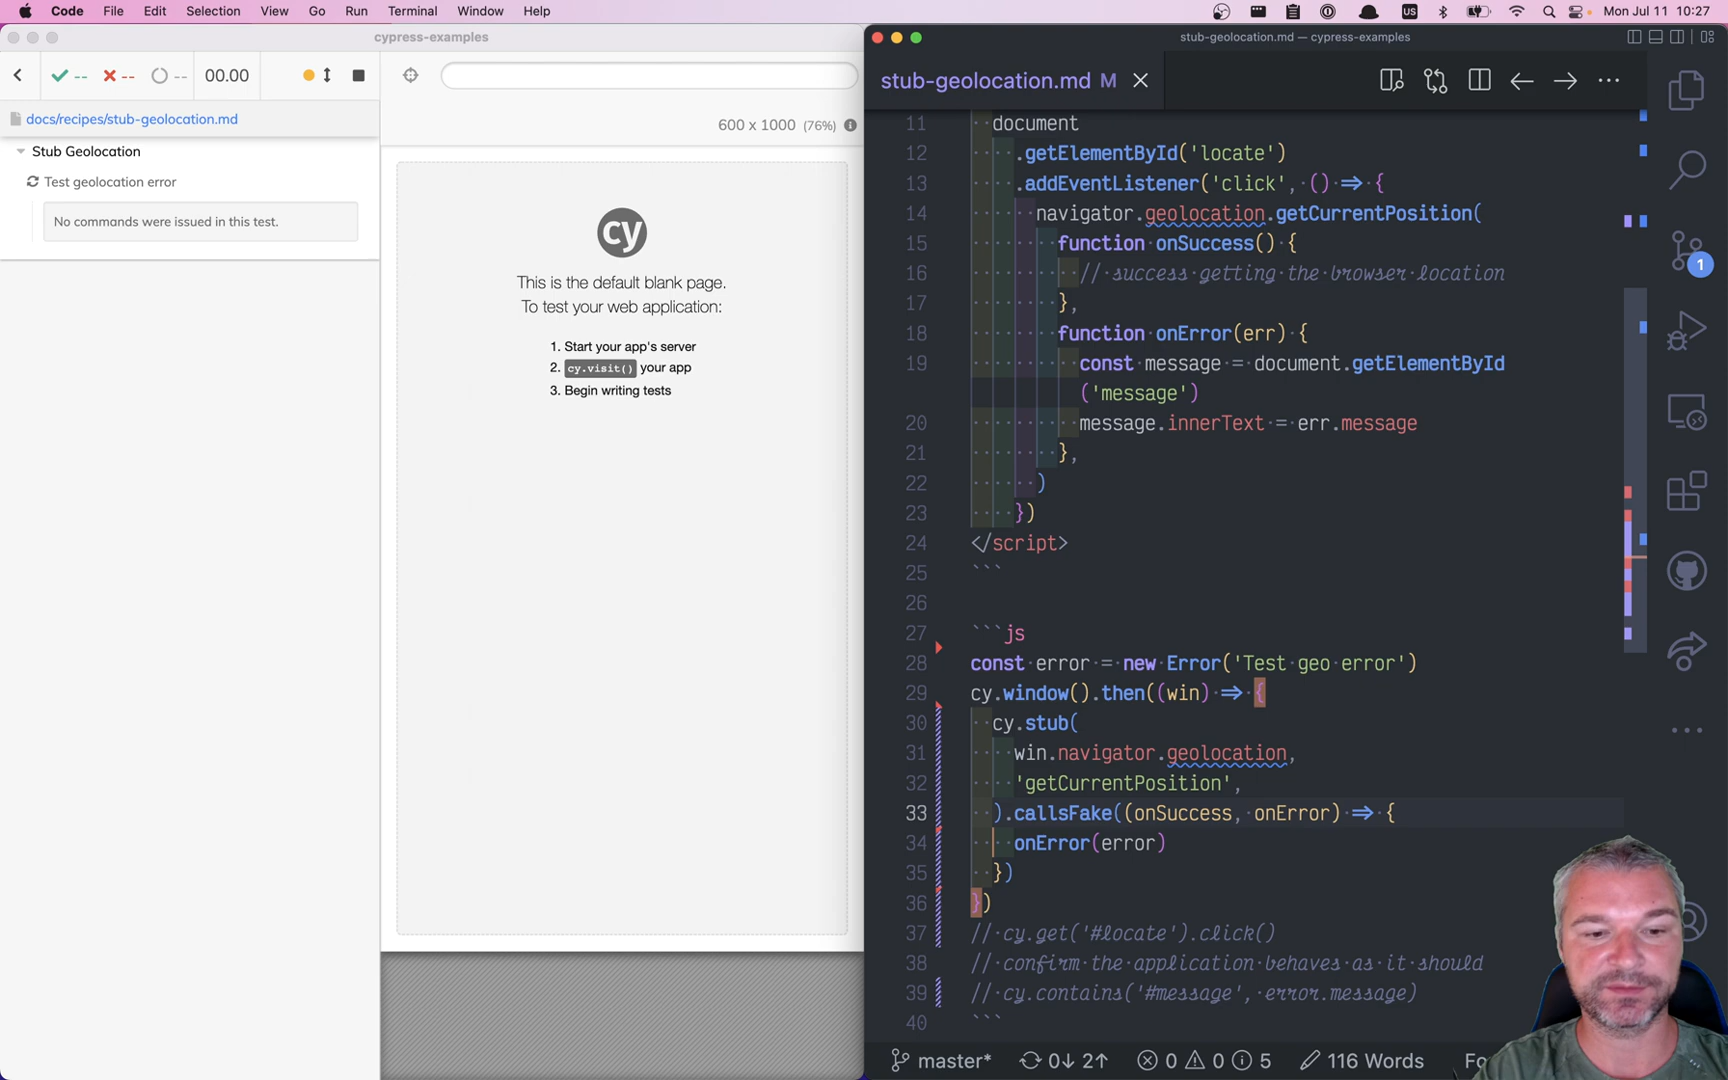 Code File Edit Selection View Go Run Terminal Window Help
US Mon Jul 11 10:27
cypress-examples
-- -- -- 00.00
docs/recipes/stub-geolocation.md
600 x 1000 (76%)
Stub Geolocation
Test geolocation error
No commands were issued in this test.
cy
This is the default blank page.
To test your web application:
1. Start your app's server
2. cy.visit() your app
3. Begin writing tests
stub-geolocation.md — cypress-examples
stub-geolocation.md M
11 document
12 .getElementById('locate')
13 .addEventListener('click', () => {
14 navigator.geolocation.getCurrentPosition(
15 function onSuccess() {
16 // success getting the browser location
17 },
18 function onError(err) {
19 const message = document.getElementById
('message')
20 message.innerText = err.message
21 },
22 )
23 })
24 </script>
25 ```
26
27 ```js
28 const error = new Error('Test geo error')
29 cy.window().then((win) => {
30 cy.stub(
31 win.navigator.geolocation,
32 'getCurrentPosition',
33 ).callsFake((onSuccess, onError) => {
34 onError(error)
35 })
36 })
37 // cy.get('#locate').click()
38 // confirm the application behaves as it should
39 // cy.contains('#message', error.message)
40 ```
1
master* 0↓ 2↑ 0 0 5 116 Words Fo